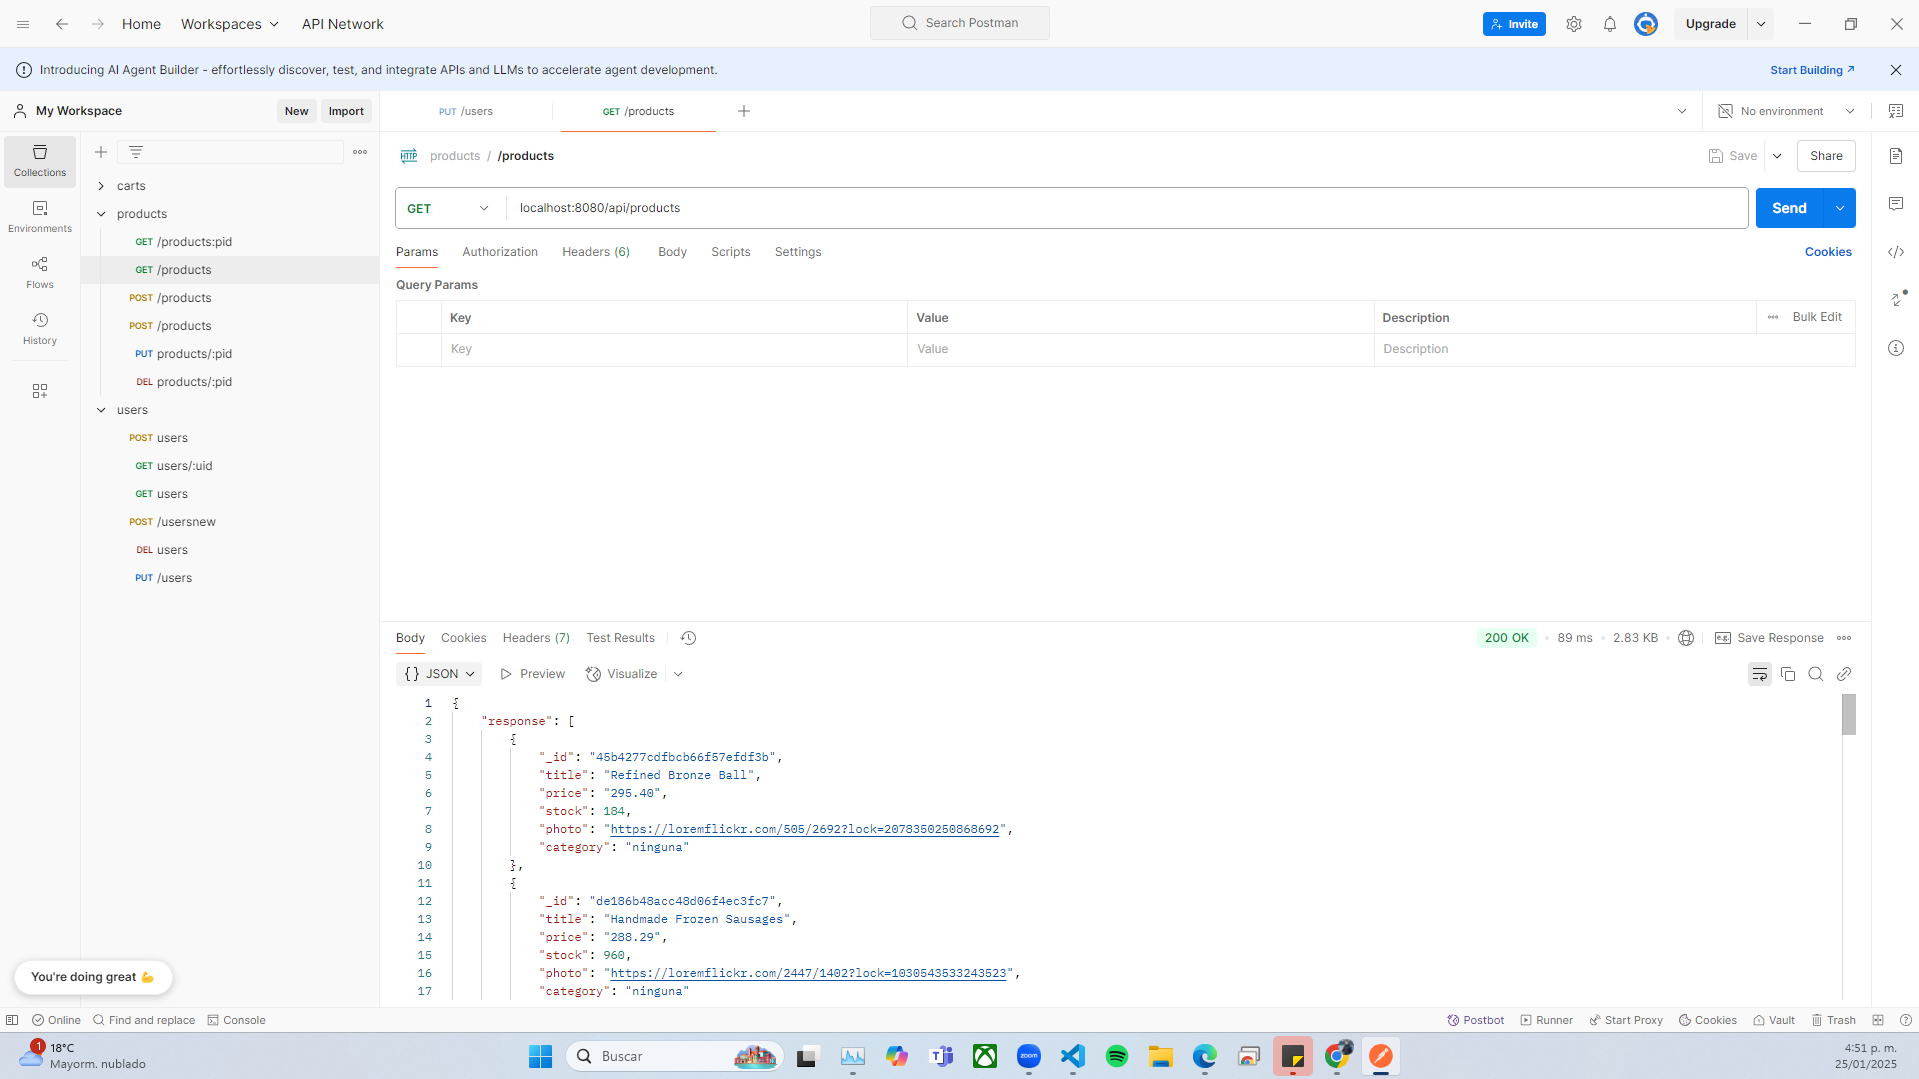 Home
Workspaces
API Network
Search Postman
Invite
Upgrade
Introducing AI Agent Builder - effortlessly discover, test, and integrate APIs and LLMs to accelerate agent development.
Start Building
My Workspace
New
Import
PUT /users
GET /products
No environment
Collections
Environments
Flows
History
carts
products
GET /products:pid
GET /products
POST /products
POST /products
PUT products/:pid
DEL products/:pid
users
POST users
GET users/:uid
GET users
POST /usersnew
DEL users
PUT /users
HTTP products / /products
Save
Share
GET
localhost:8080/api/products
Send
Params
Authorization
Headers (6)
Body
Scripts
Settings
Cookies
Query Params
Key
Value
Description
Bulk Edit
Key
Value
Description
Body
Cookies
Headers (7)
Test Results
200 OK
89 ms
2.83 KB
e.g. Save Response
{} JSON
Preview
Visualize
1 {
2 "response": [
3 {
4 "_id": "45b4277cdfbcb66f57efdf3b",
5 "title": "Refined Bronze Ball",
6 "price": "295.40",
7 "stock": 184,
8 "photo": "https://loremflickr.com/505/2692?lock=2078350250868692",
9 "category": "ninguna"
10 },
11 {
12 "_id": "de186b48acc48d06f4ec3fc7",
13 "title": "Handmade Frozen Sausages",
14 "price": "288.29",
15 "stock": 960,
16 "photo": "https://loremflickr.com/2447/1402?lock=1030543533243523",
17 "category": "ninguna"
You're doing great 💪
Online
Find and replace
Console
Postbot
Runner
Start Proxy
Cookies
Vault
Trash
1
18°C
Mayorm. nublado
Buscar
zoom
4:51 p. m.
25/01/2025